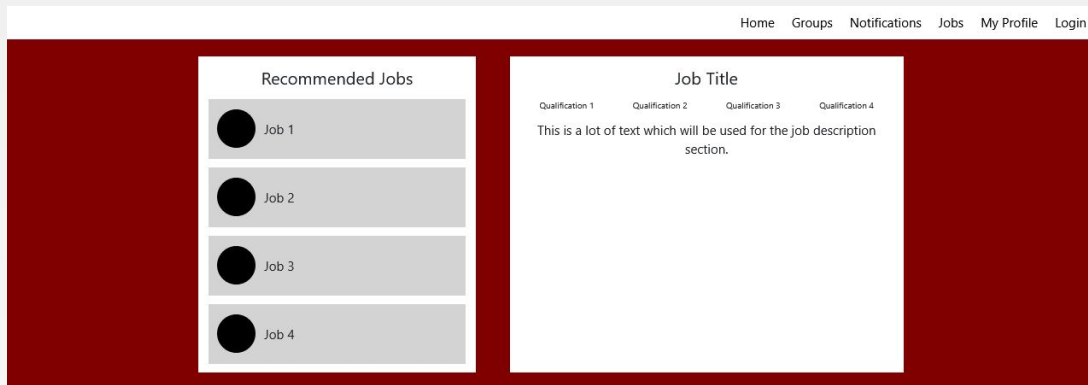 Home Groups Notifications Jobs My Profile Login
Recommended Jobs
Job 1
Job 2
Job 3
Job 4
Job Title
Qualification 1 Qualification 2 Qualification 3 Qualification 4
This is a lot of text which will be used for the job description
section.